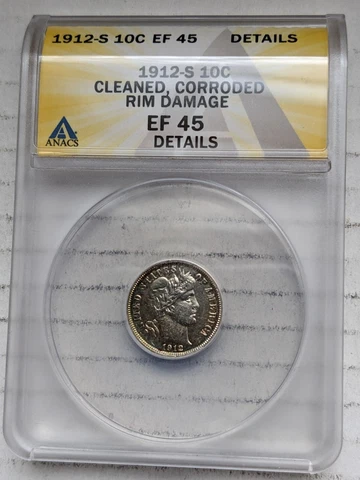 1912-S 10C EF 45 DETAILS
1912-S 10C
CLEANED, CORRODED
RIM DAMAGE
EF 45
DETAILS
ANACS
UNITED STATES OF AMERICA
1912